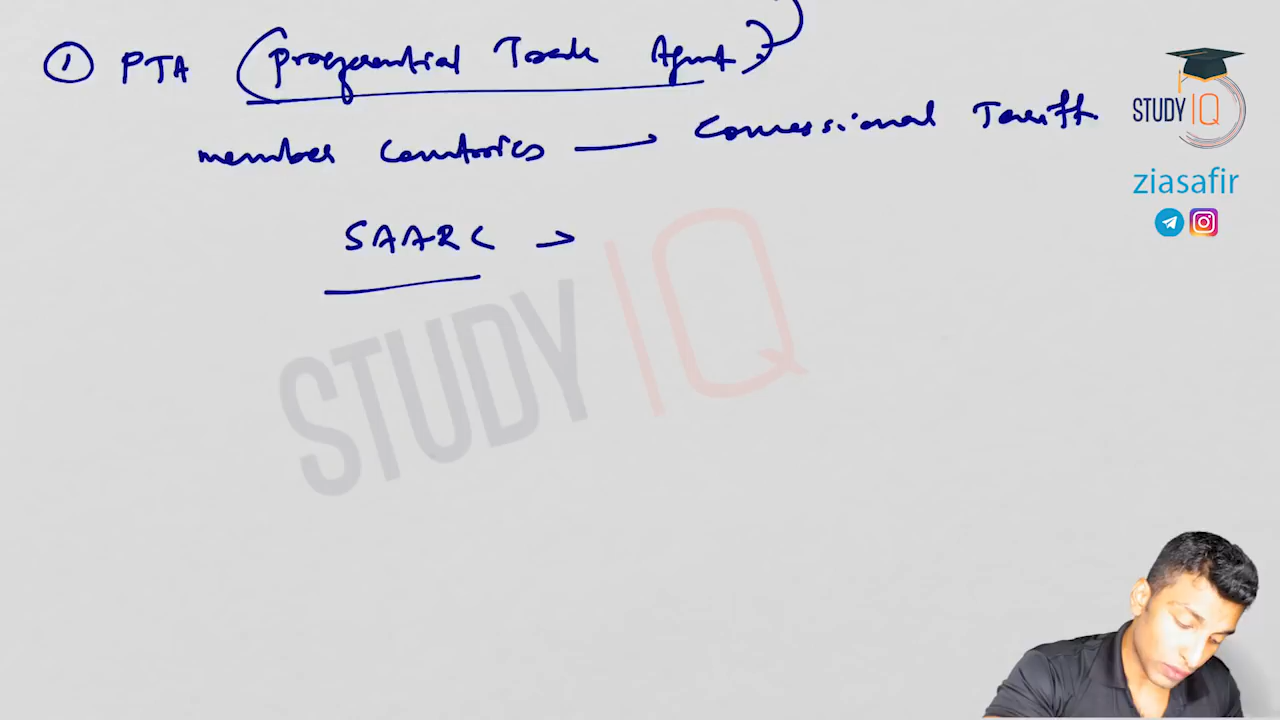 ① PTA (preferential Trade Agmt.)
member countries → Concessional Tariff
SAARC →
STUDY IQ
STUDY IQ
ziasafir